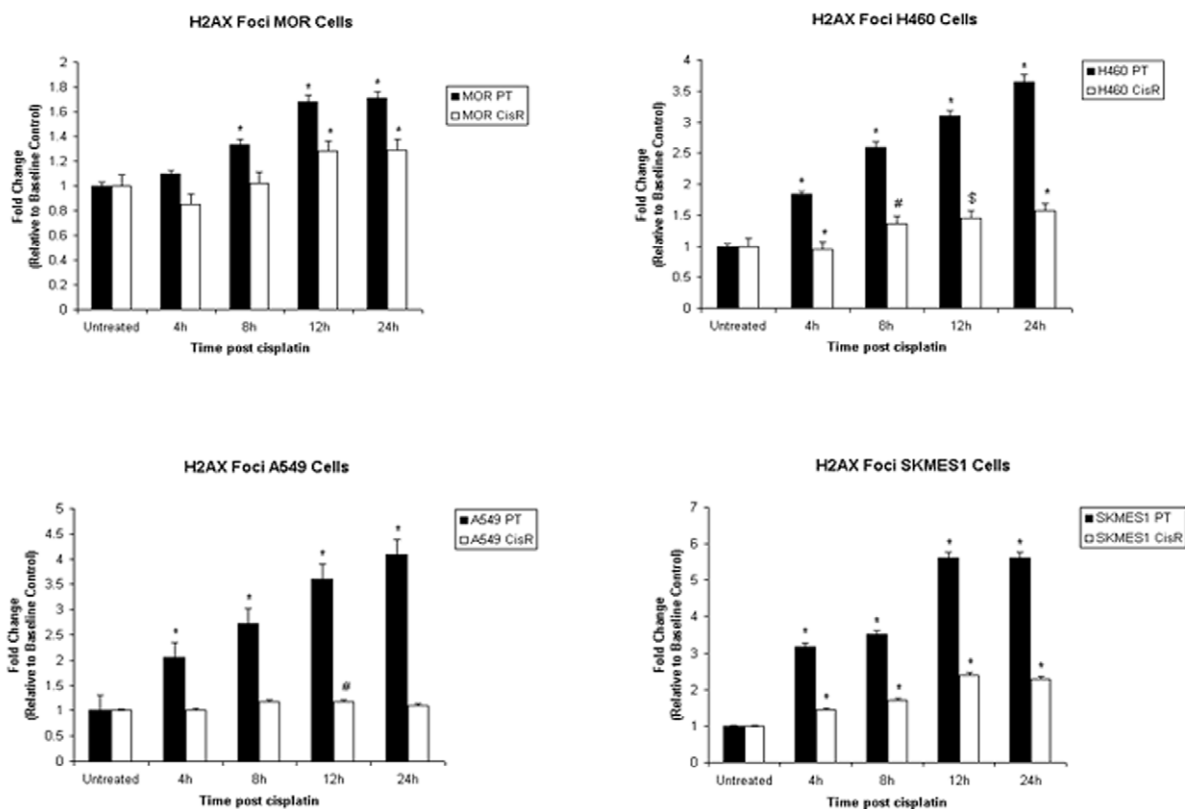 H2AX Foci MOR Cells
2
1.8
1.6
1.4
1.2
1
0.8
0.6
0.4
0.2
0
Fold Change
(Relative to Baseline Control)
* * * * *
MOR PT
MOR CisR
Untreated 4h 8h 12h 24h
Time post cisplatin
H2AX Foci H460 Cells
4
3.5
3
2.5
2
1.5
1
0.5
0
Fold Change
(Relative to Baseline Control)
* * * # * $ * *
H460 PT
H460 CisR
Untreated 4h 8h 12h 24h
Time post cisplatin
H2AX Foci A549 Cells
5
4.5
4
3.5
3
2.5
2
1.5
1
0.5
0
Fold Change
(Relative to Baseline Control)
* * * # *
A549 PT
A549 CisR
Untreated 4h 8h 12h 24h
Time post cisplatin
H2AX Foci SKMES1 Cells
7
6
5
4
3
2
1
0
Fold Change
(Relative to Baseline Control)
* * * * * * * *
SKMES1 PT
SKMES1 CisR
Untreated 4h 8h 12h 24h
Time post cisplatin